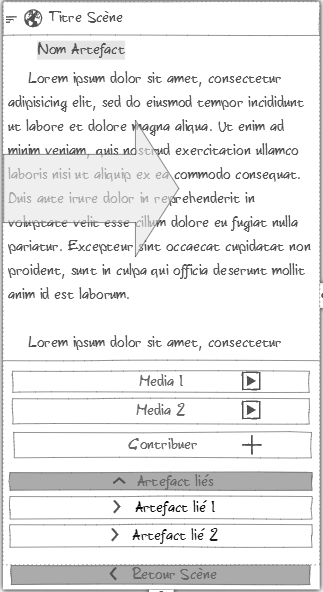 Titre Scène
Nom Artefact
Lorem ipsum dolor sit amet, consectetur
adipisicing elit, sed do eiusmod tempor incididunt
ut labore et dolore magna aliqua. Ut enim ad
minim veniam, quis nostrud exercitation ullamco
laboris nisi ut aliquip ex ea commodo consequat.
Duis aute irure dolor in reprehenderit in
voluptate velit esse cillum dolore eu fugiat nulla
pariatur. Excepteur sint occaecat cupidatat non
proident, sunt in culpa qui officia deserunt mollit
anim id est laborum.
Lorem ipsum dolor sit amet, consectetur
Media 1
Media 2
Contribuer
Artefact liés
Artefact lié 1
Artefact lié 2
Retour Scène